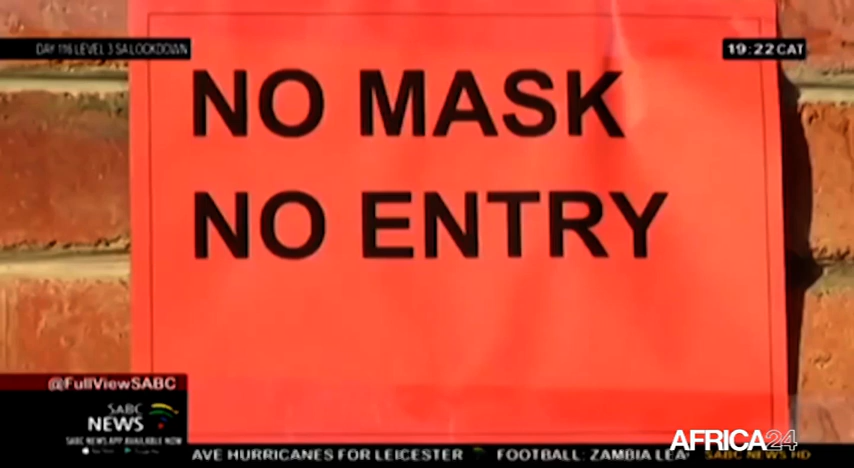 DAY 116 LEVEL 3 SA LOCKDOWN
19:22 CAT
NO MASK
NO ENTRY
@FullViewSABC
SABC
NEWS
SABC NEWS APP AVAILABLE NOW
AFRICA24
AVE HURRICANES FOR LEICESTER FOOTBALL: ZAMBIA LEA SABC NEWS HD